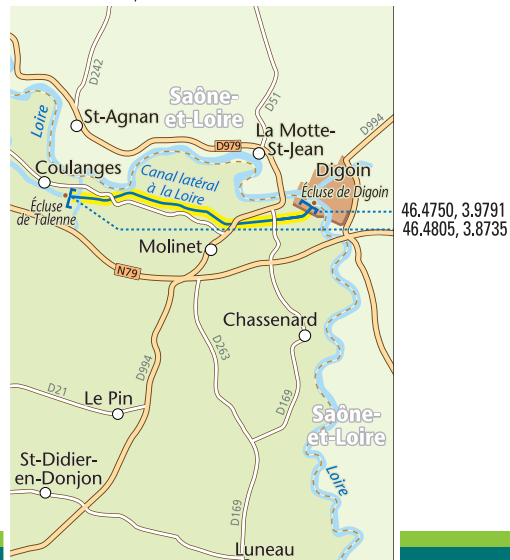 D242
Saône-
et-Loire
D51
D994
St-Agnan
Loire
D979
La Motte-
St-Jean
Coulanges
Canal latéral
à la Loire
Digoin
Écluse de Digoin
Écluse
de Talenne
46.4750, 3.9791
46.4805, 3.8735
Molinet
N79
Chassenard
D263
D994
D21
D169
Le Pin
Saône-
et-Loire
St-Didier-
en-Donjon
Loire
D169
Luneau